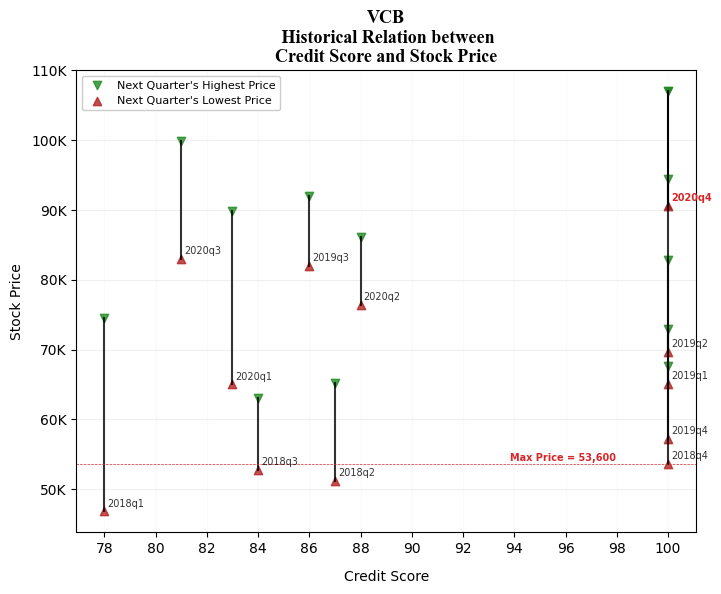 VCB
Historical Relation between
Credit Score and Stock Price
110K
Next Quarter's Highest Price
Next Quarter's Lowest Price
100K
90K
80K
70K
60K
50K
Stock Price
2020q4
2020q3
2019q3
2020q2
2019q2
2020q1
2019q1
2019q4
2018q3
Max Price = 53,600
2018q4
2018q2
2018q1
78 80 82 84 86 88 90 92 94 96 98 100
Credit Score